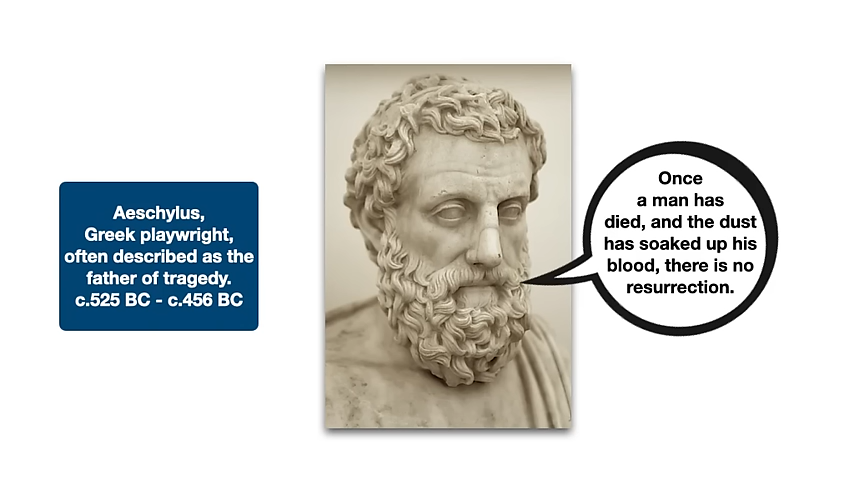 Aeschylus,
Greek playwright,
often described as the
father of tragedy.
c.525 BC - c.456 BC
Once
a man has
died, and the dust
has soaked up his
blood, there is no
resurrection.